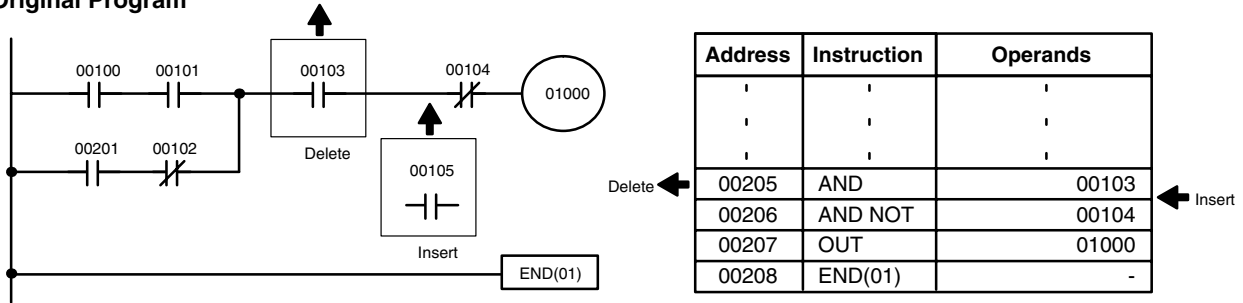 Original Program
00100 00101 00103 00104
01000
00201 00102
Delete
00105
Insert
END(01)
Address Instruction Operands
Delete 00205 AND 00103
Insert
00206 AND NOT 00104
00207 OUT 01000
00208 END(01) -